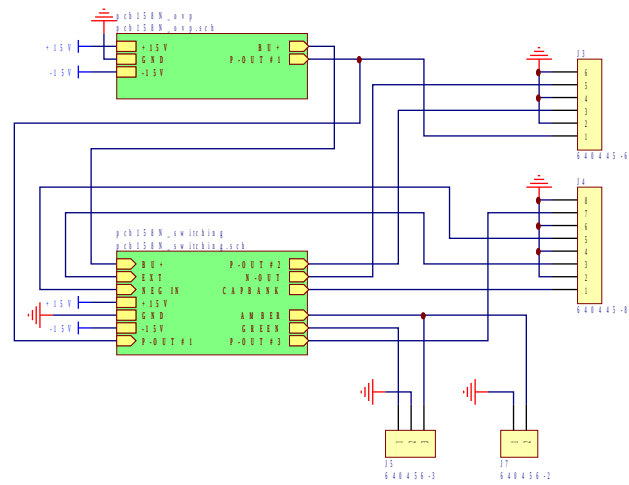 pcb158N_ovp
pcb158N_ovp.sch
+15V
+15V
BU+
GND
P-OUT#1
-15V
-15V
J3
6
5
4
3
2
1
640445-6
J4
8
7
6
5
4
3
2
1
640445-8
pcb158N_switching
pcb158N_switching.sch
BU+
P-OUT#2
EXT
N-OUT
NEG IN
CAPBANK
+15V
+15V
GND
AMBER
-15V
-15V
GREEN
P-OUT#1
P-OUT#3
J5
640456-3
J7
640456-2